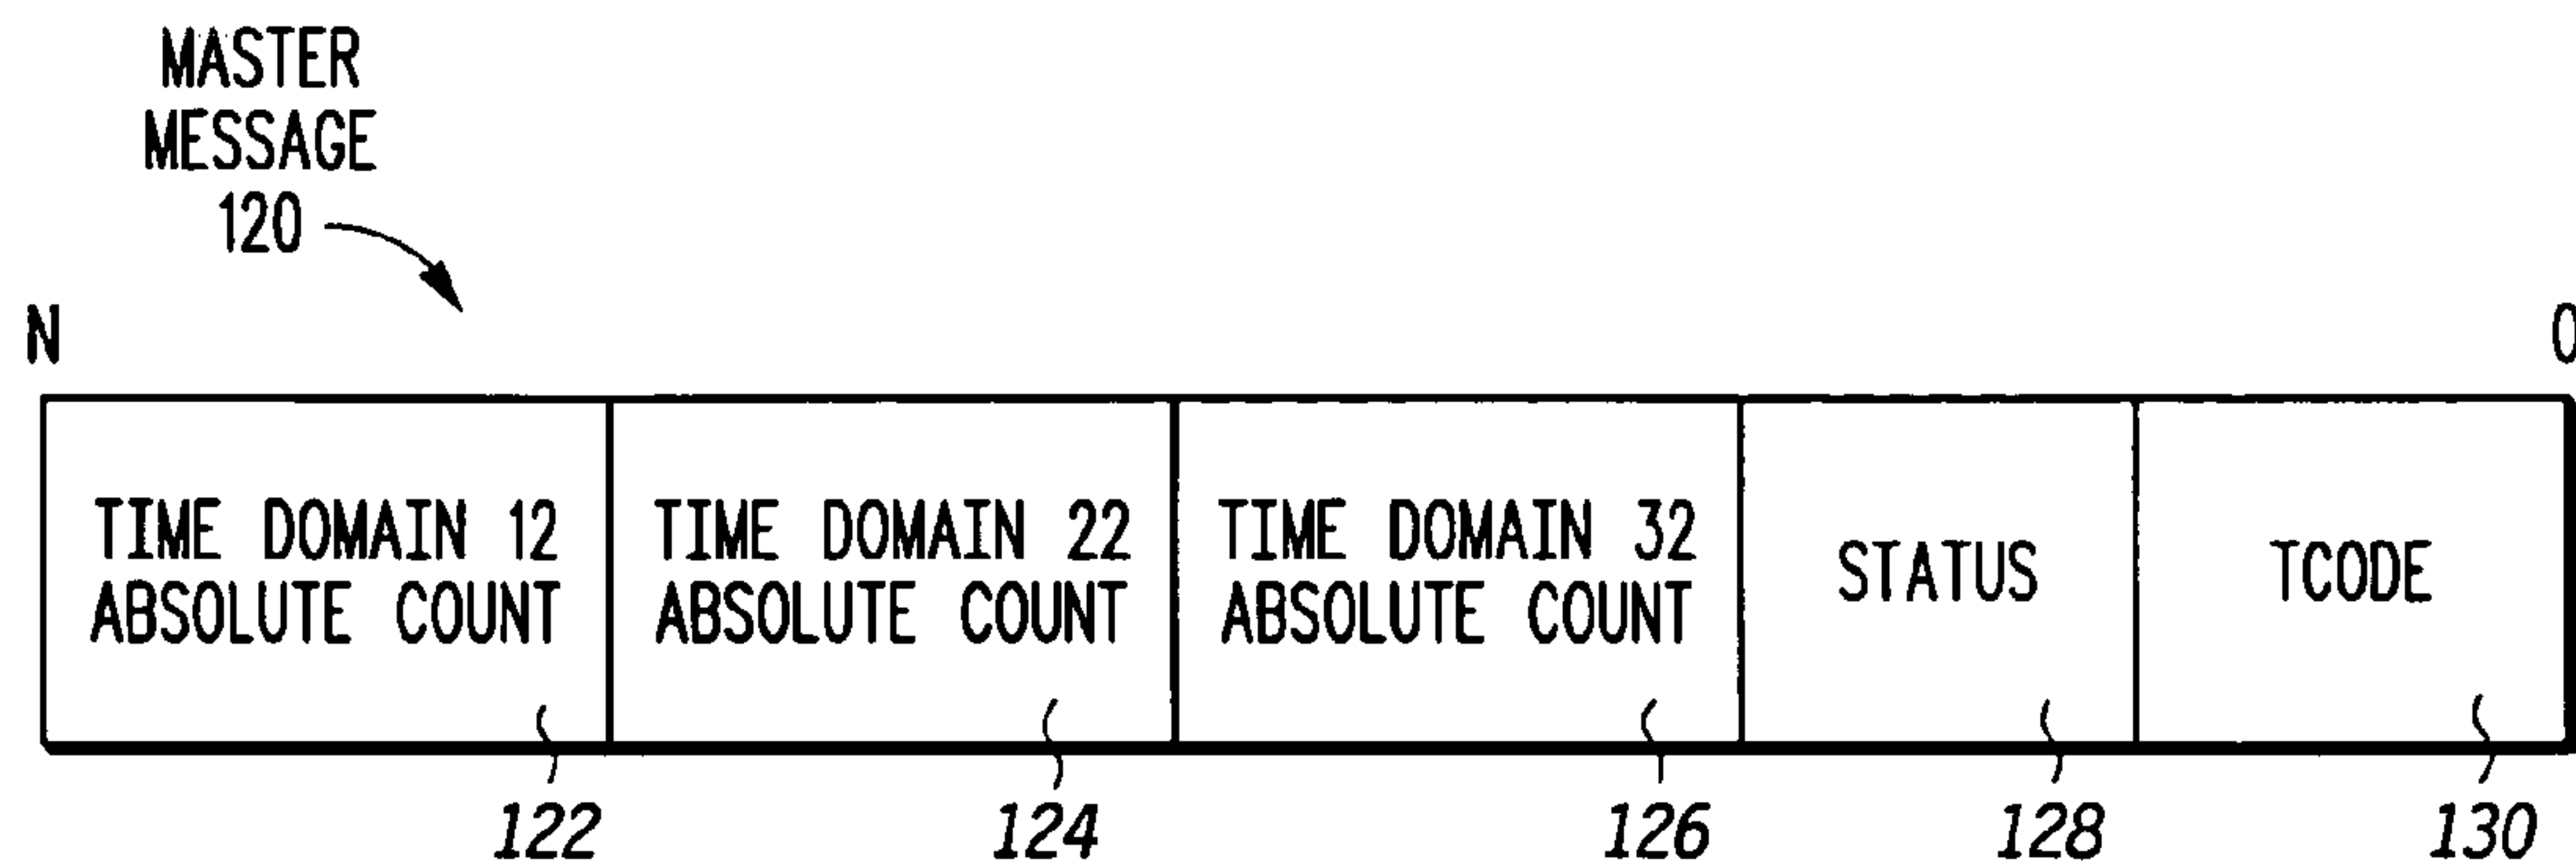 MASTER
MESSAGE
120
N 0
TIME DOMAIN 12
ABSOLUTE COUNT
TIME DOMAIN 22
ABSOLUTE COUNT
TIME DOMAIN 32
ABSOLUTE COUNT
STATUS
TCODE
122 124 126 128 130